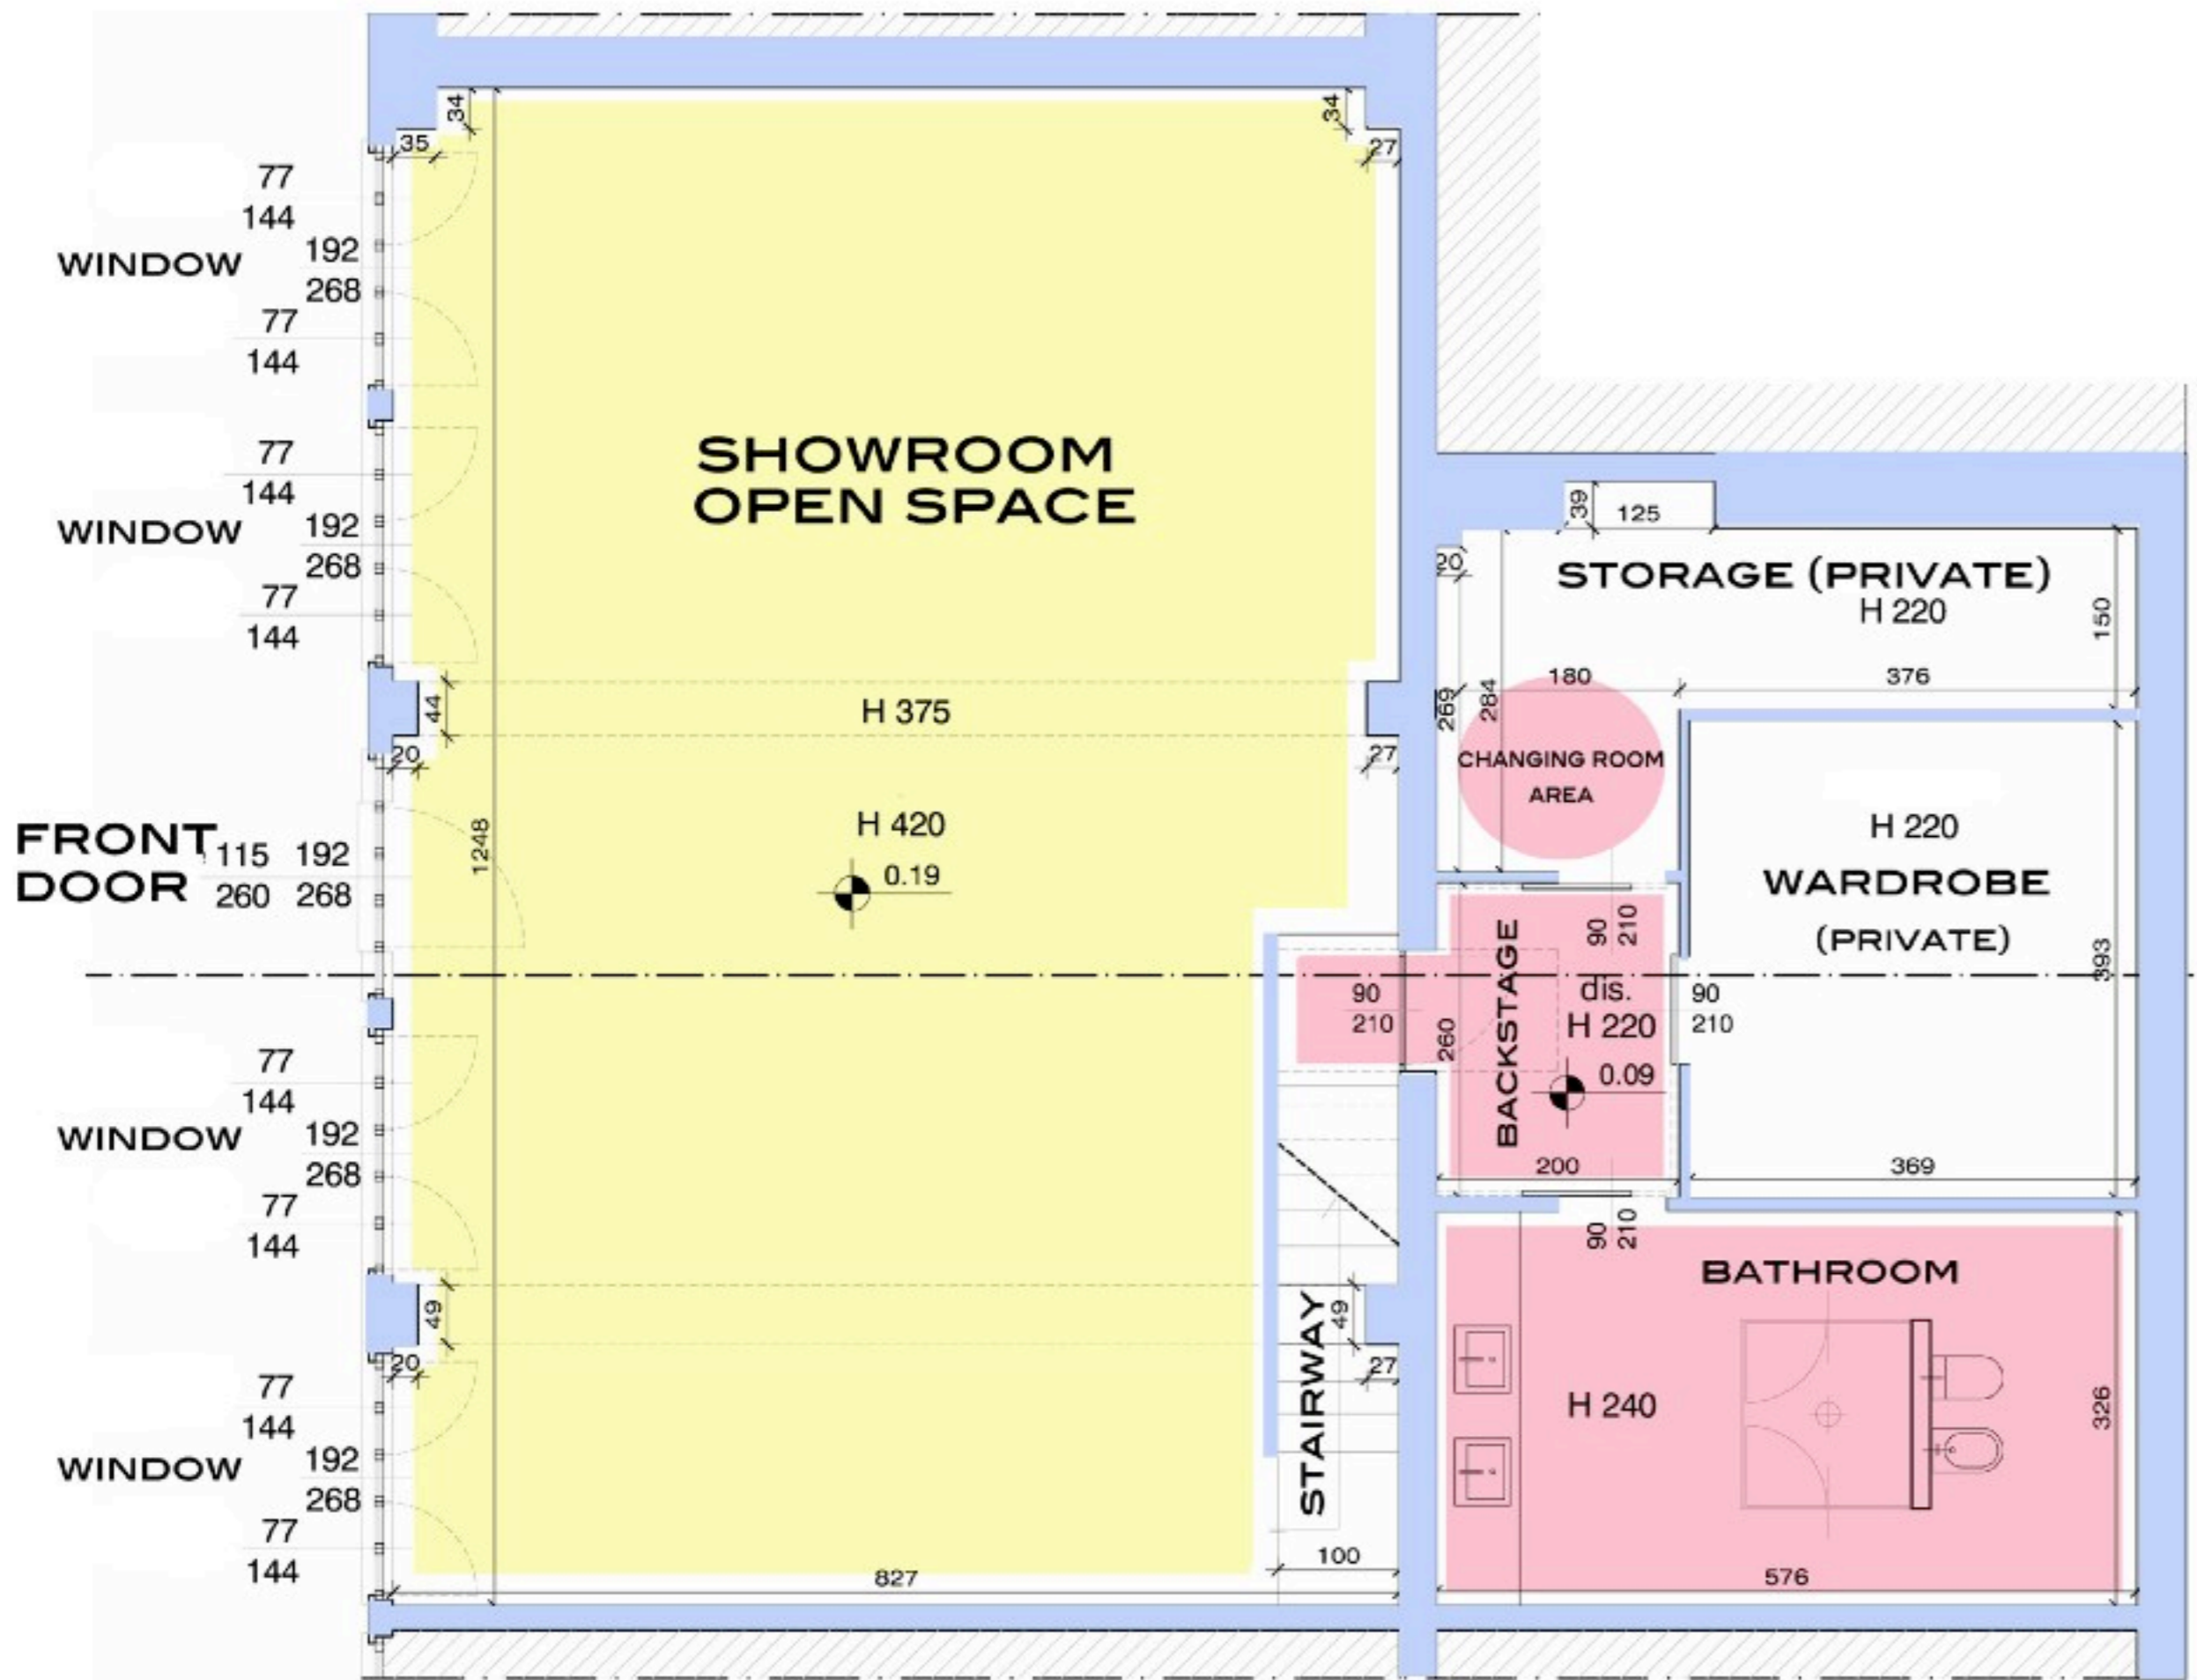 34
34
35
27
77
144
WINDOW
192
268
77
144
77
144
WINDOW
192
268
77
144
SHOWROOM
OPEN SPACE
39
125
20
STORAGE (PRIVATE)
H 220
150
180
376
269
284
44
H 375
20
27
CHANGING ROOM
AREA
H 420
0.19
1248
FRONT
DOOR
115 192
260 268
H 220
WARDROBE
(PRIVATE)
393
90
210
BACKSTAGE
dis.
H 220
0.09
90
210
90
210
260
200
369
77
144
WINDOW
192
268
77
144
90
210
BATHROOM
49
49
STAIRWAY
20
27
77
144
WINDOW
192
268
77
144
H 240
326
100
827
576